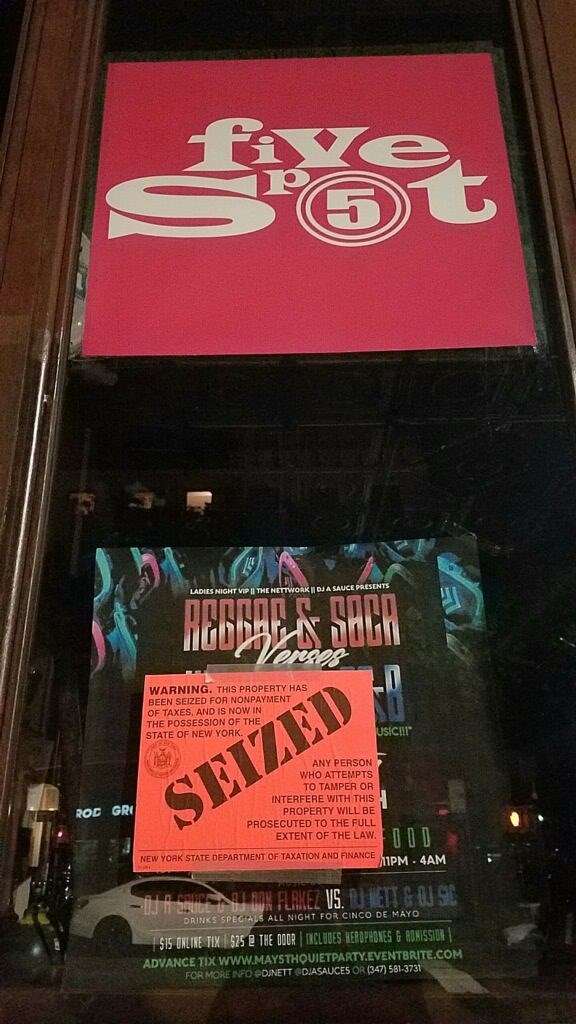 five
Spot
5
LADIES NIGHT VIP || THE NETTWORK || DJ A SAUCE PRESENTS
REGGAE & SOCA
Verses
&B
USIC!!!"
WARNING. THIS PROPERTY HAS
BEEN SEIZED FOR NONPAYMENT
OF TAXES, AND IS NOW IN
THE POSSESSION OF THE
STATE OF NEW YORK.
SEIZED
ANY PERSON
WHO ATTEMPTS
TO TAMPER OR
INTERFERE WITH THIS
PROPERTY WILL BE
PROSECUTED TO THE FULL
EXTENT OF THE LAW.
NEW YORK STATE DEPARTMENT OF TAXATION AND FINANCE
FOOD
11PM - 4AM
DJ A SAUCE & DJ DON FLAKEZ VS. DJ NETT & DJ SIC
DRINKS SPECIALS ALL NIGHT FOR CINCO DE MAYO
| $15 ONLINE TIX | $25 @ THE DOOR | INCLUDES HEADPHONES & ADMISSION |
ADVANCE TIX WWW.MAY5THQUIETPARTY.EVENTBRITE.COM
FOR MORE INFO @DJNETT @DJASAUCES OR (347) 581-3731